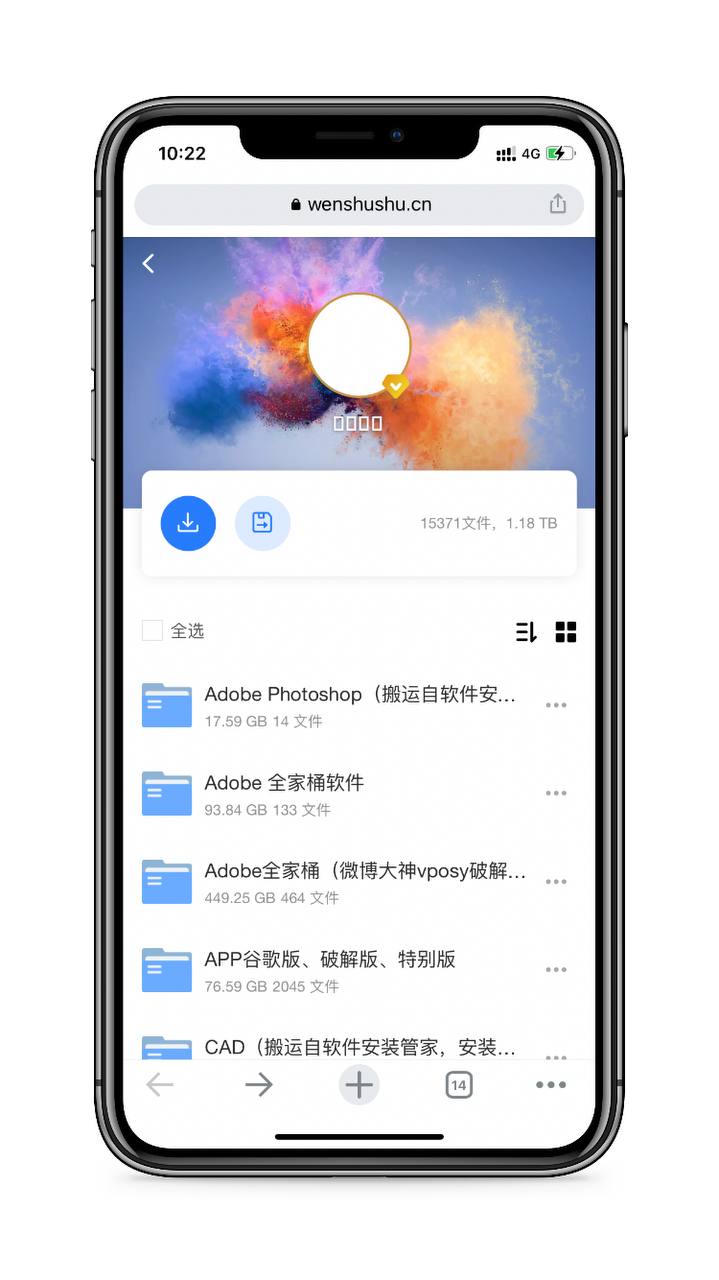 10:22
4G
wenshushu.cn
15371文件，1.18 TB
全选
Adobe Photoshop（搬运自软件安...
17.59 GB 14 文件
Adobe 全家桶软件
93.84 GB 133 文件
Adobe全家桶（微博大神vposy破解...
449.25 GB 464 文件
APP谷歌版、破解版、特别版
76.59 GB 2045 文件
CAD（搬运自软件安装管家，安装...
14